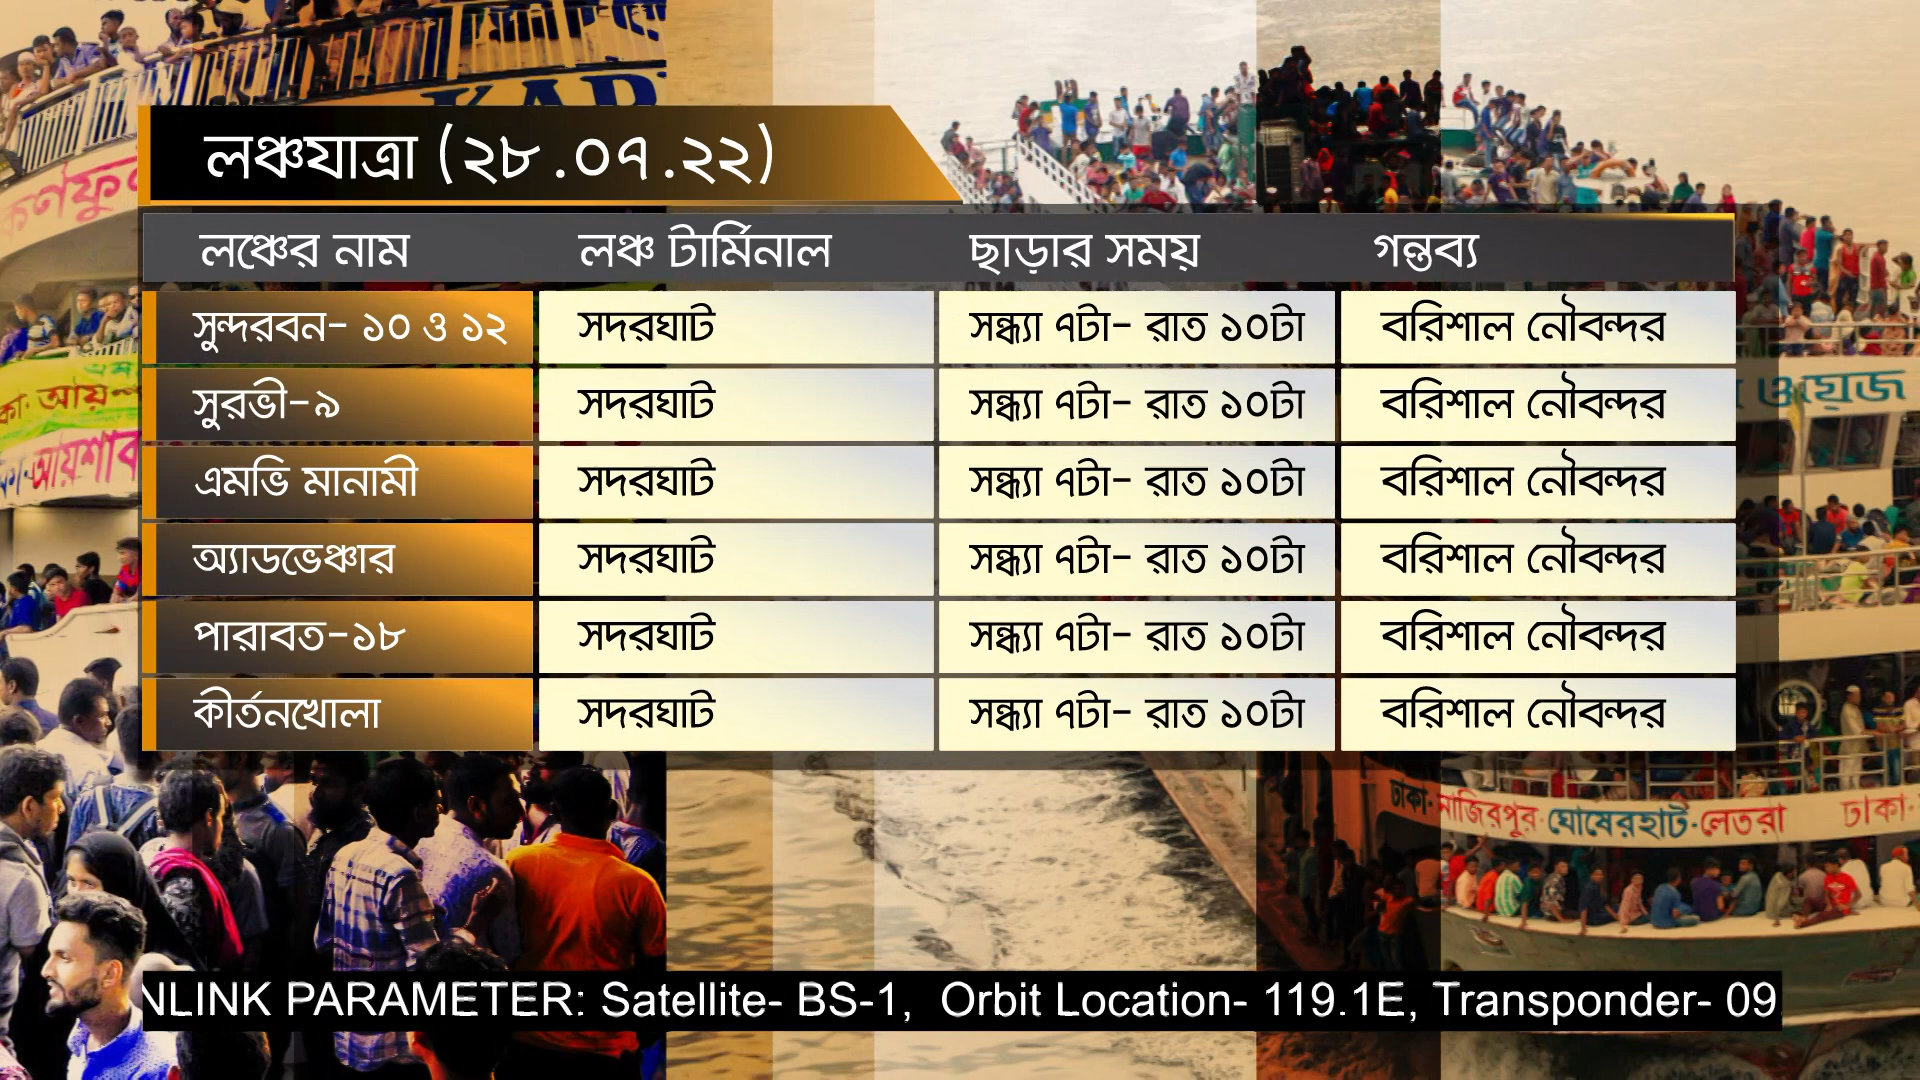 KAR
কর্ণফু
লঞ্চযাত্রা (২৮.০৭.২২)
লঞ্চের নাম লঞ্চ টার্মিনাল ছাড়ার সময় গন্তব্য
সুন্দরবন- ১০ ও ১২ সদরঘাট সন্ধ্যা ৭টা- রাত ১০টা বরিশাল নৌবন্দর
সুরভী-৯ সদরঘাট সন্ধ্যা ৭টা- রাত ১০টা বরিশাল নৌবন্দর
এমভি মানামী সদরঘাট সন্ধ্যা ৭টা- রাত ১০টা বরিশাল নৌবন্দর
অ্যাডভেঞ্চার সদরঘাট সন্ধ্যা ৭টা- রাত ১০টা বরিশাল নৌবন্দর
পারাবত-১৮ সদরঘাট সন্ধ্যা ৭টা- রাত ১০টা বরিশাল নৌবন্দর
কীর্তনখোলা সদরঘাট সন্ধ্যা ৭টা- রাত ১০টা বরিশাল নৌবন্দর
ওয়েজ
ঢাকা·নাজিরপুর·ঘোষেরহাট·লেতরা ঢাকা·
NLINK PARAMETER: Satellite- BS-1, Orbit Location- 119.1E, Transponder- 09